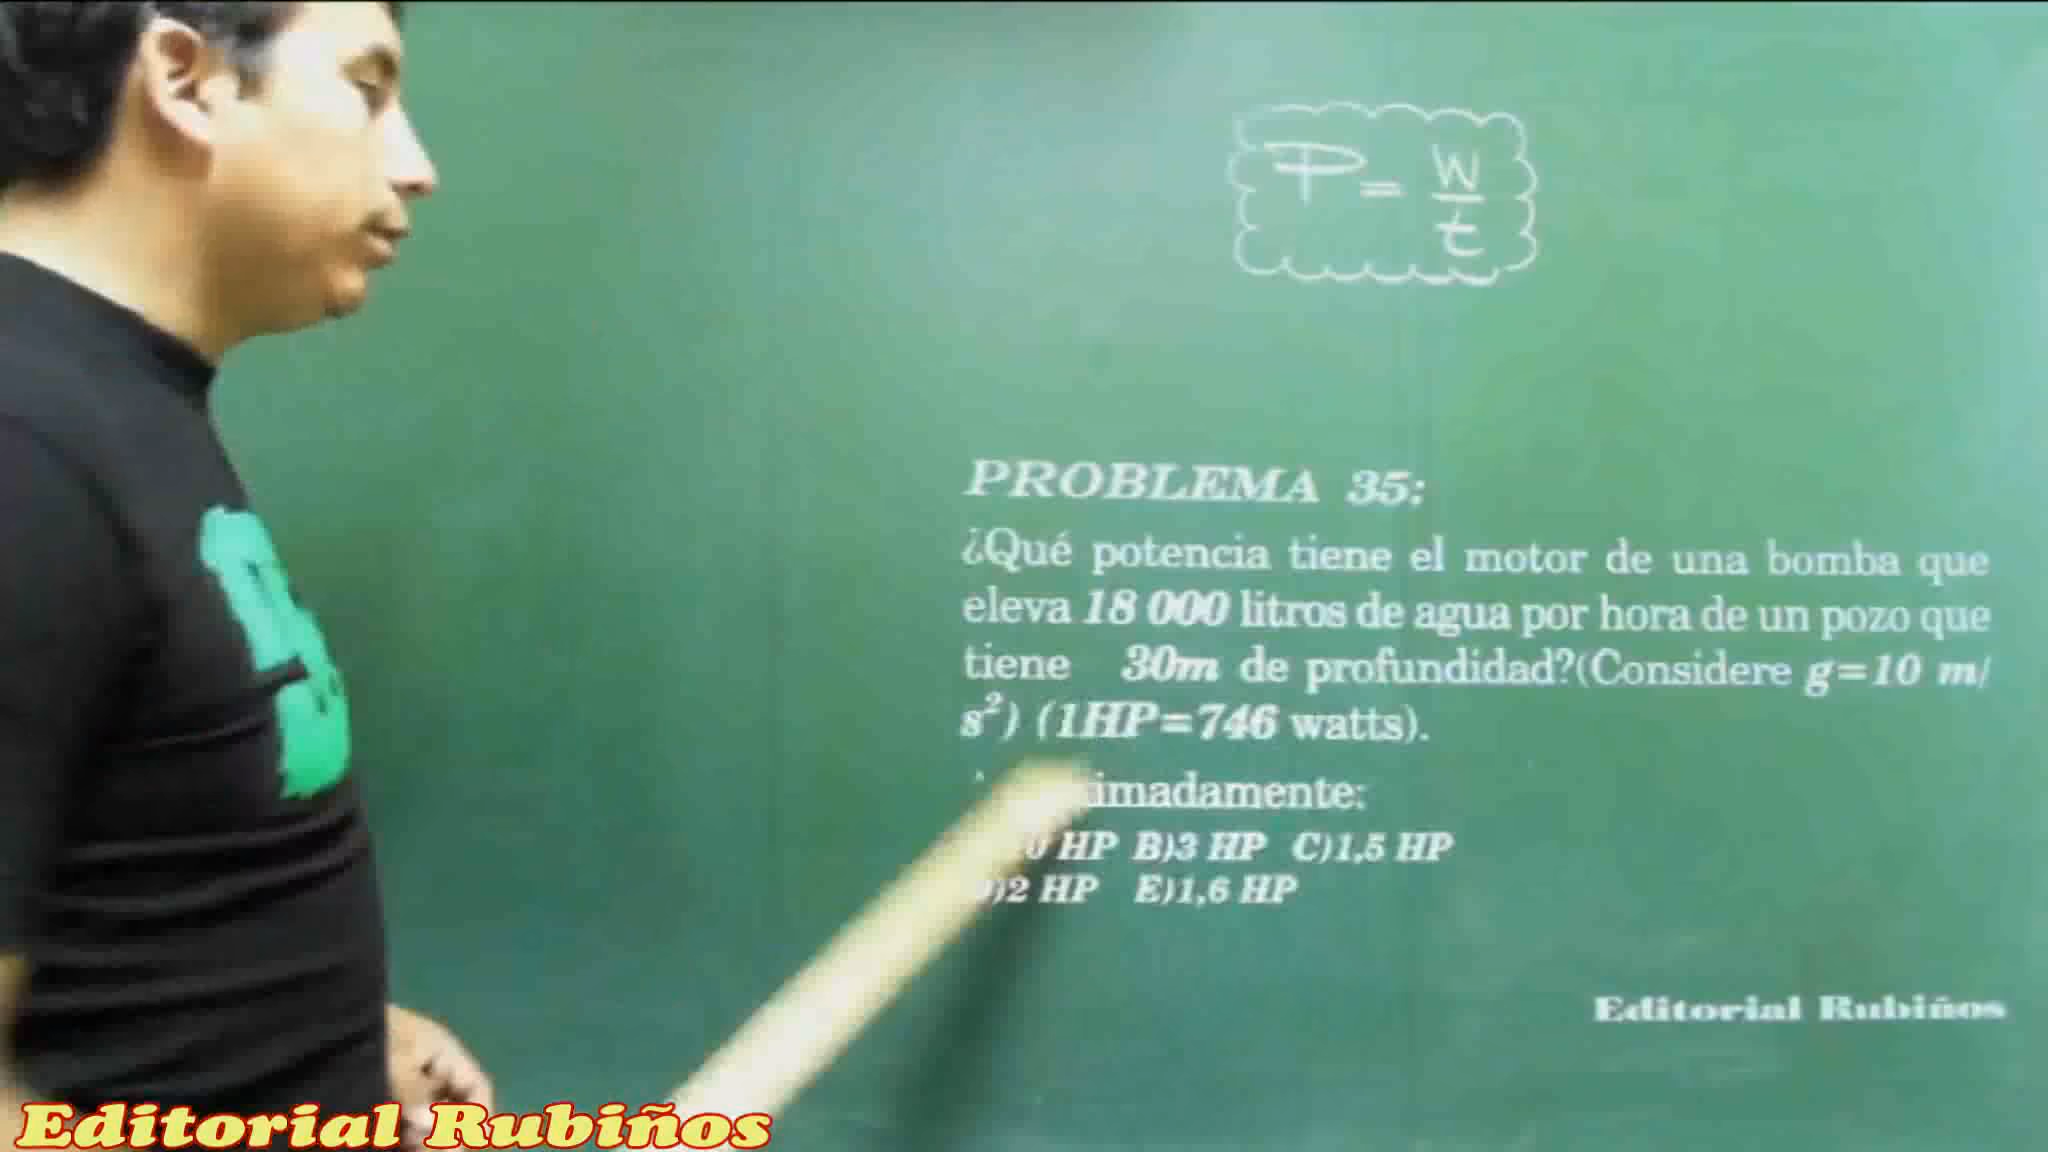 P = W
t
PROBLEMA 35:
¿Qué potencia tiene el motor de una bomba que
eleva 18 000 litros de agua por hora de un pozo que
tiene 30m de profundidad?(Considere g=10 m/
s²) (1HP=746 watts).
HP B)3 HP C)1,5 HP
D)2 HP E)1,6 HP
Editorial Rubiños
Editorial Rubiños